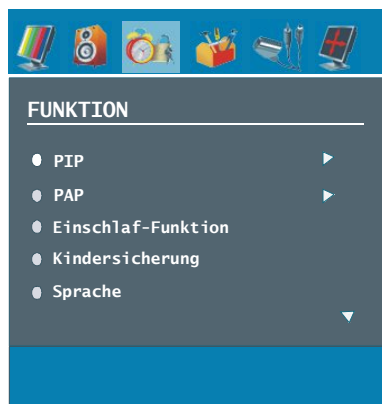 FUNKTION
PIP
PAP
Einschlaf-Funktion
Kindersicherung
Sprache